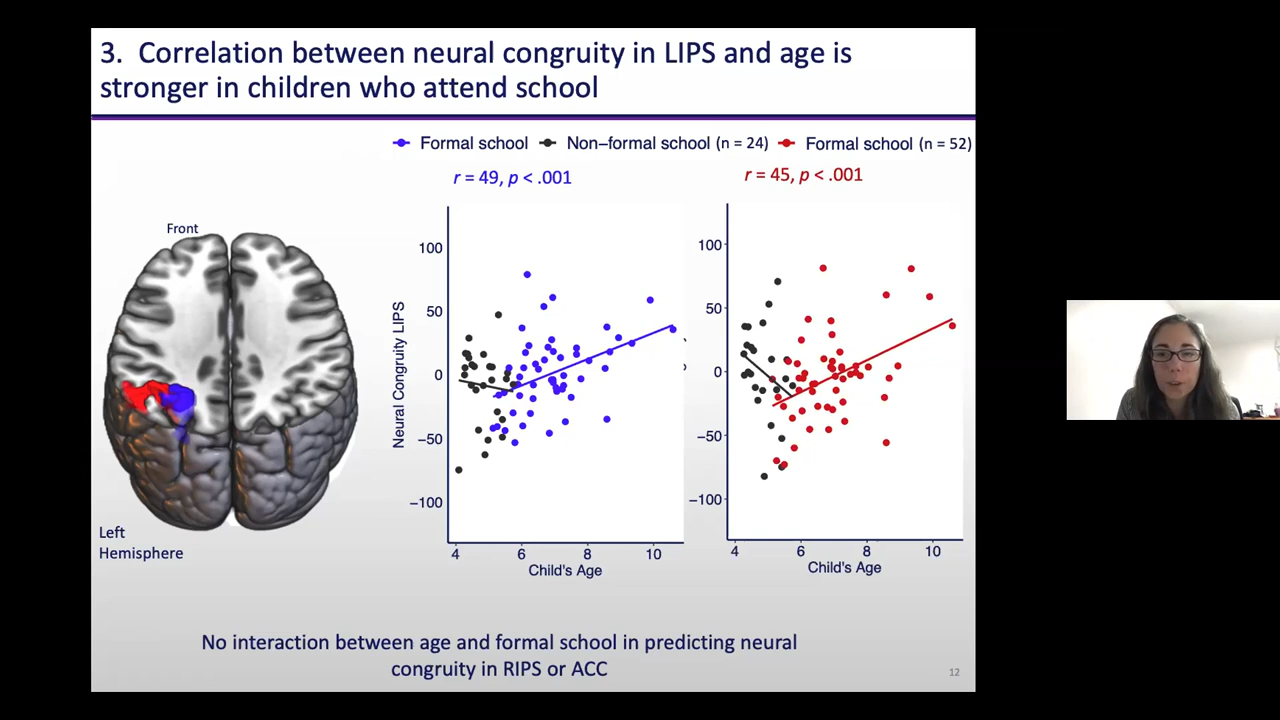 3. Correlation between neural congruity in LIPS and age is
stronger in children who attend school
Formal school Non-formal school (n = 24) Formal school (n = 52)
r = 49, p < .001
r = 45, p < .001
Front
Left
Hemisphere
Neural Congruity LIPS
100
50
0
−50
−100
4 6 8 10
Child's Age
100
50
0
−50
−100
4 6 8 10
Child's Age
No interaction between age and formal school in predicting neural
congruity in RIPS or ACC
12